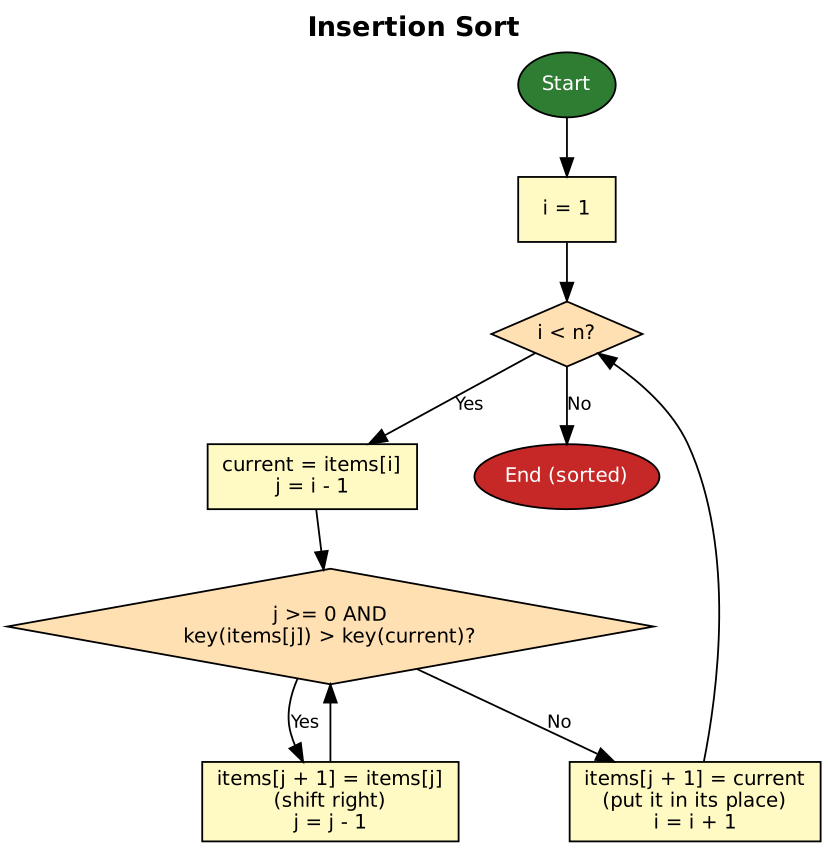 Insertion Sort
Start
i = 1
i < n?
Yes
No
current = items[i]
j = i - 1
End (sorted)
j >= 0 AND
key(items[j]) > key(current)?
Yes
No
items[j + 1] = items[j]
(shift right)
j = j - 1
items[j + 1] = current
(put it in its place)
i = i + 1